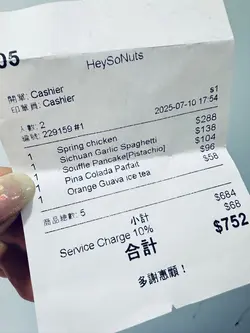 05
HeySoNuts
開單: Cashier
印單員: Cashier
$1
人數: 2
2025-07-10 17:54
編號: 229159 #1
1 Spring chicken $288
1 Sichuan Garlic Spaghetti $138
1 Souffle Pancake[Pistachio] $104
1 Pina Colada Parfait $96
1 Orange Guava ice tea $58
商品總數: 5
小計 $684
Service Charge 10% $68
合計 $752
多謝惠顧!